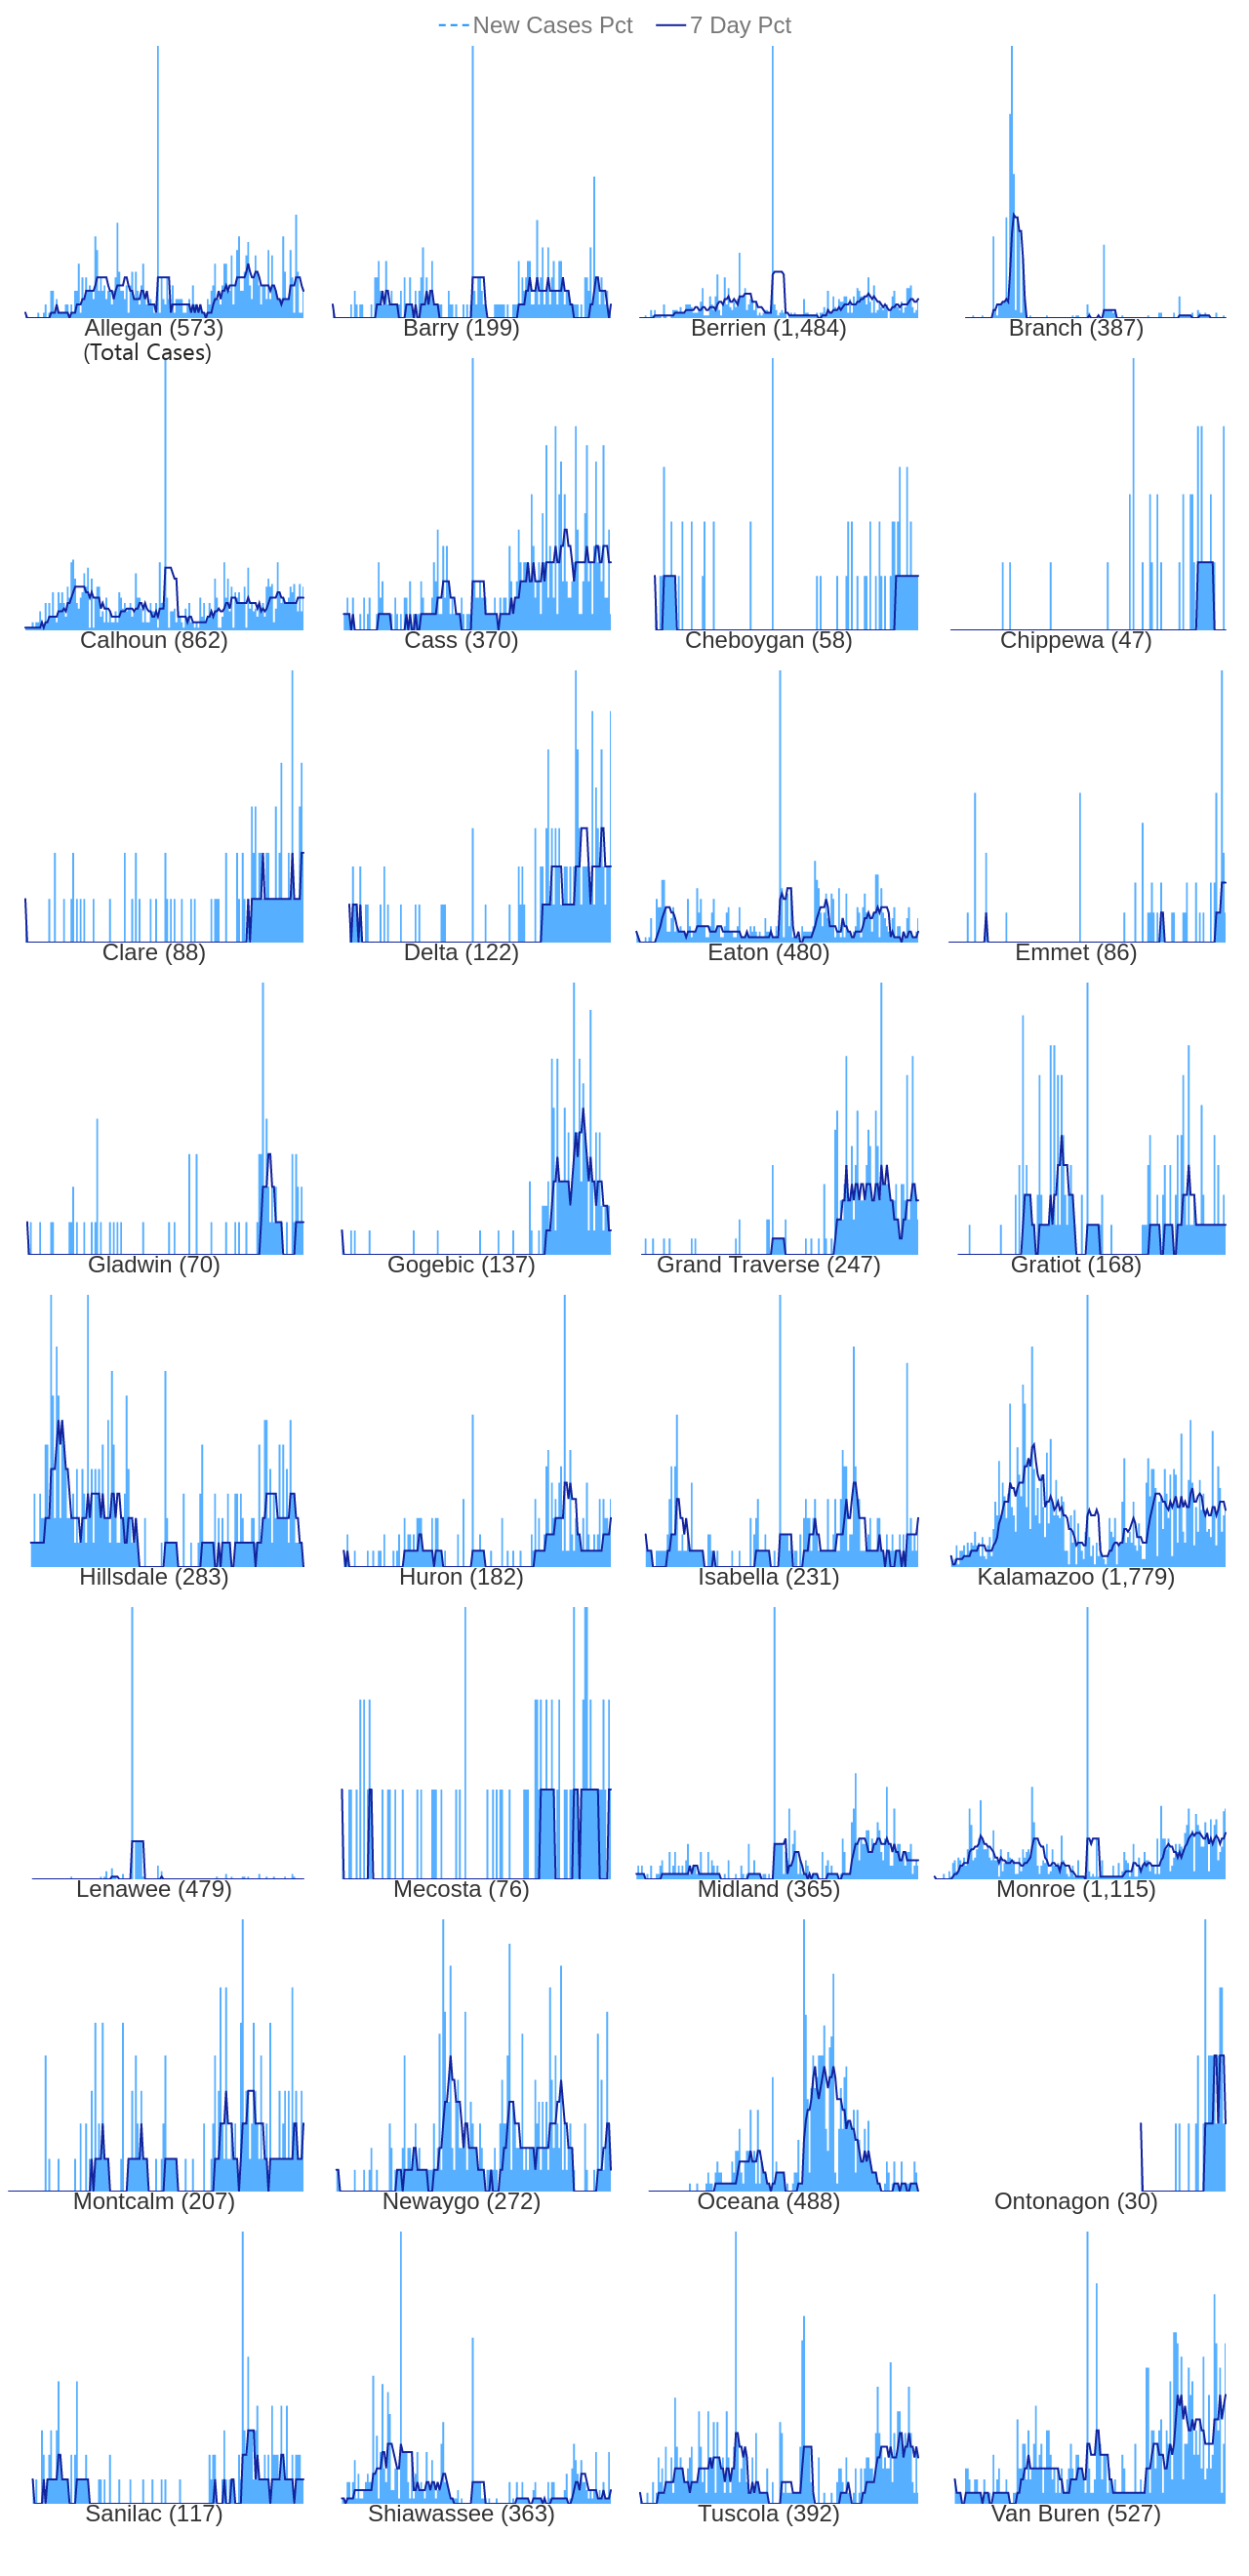 New Cases Pct 7 Day Pct
Allegan (573) Barry (199) Berrien (1,484) Branch (387)
(Total Cases)
Calhoun (862) Cass (370) Cheboygan (58) Chippewa (47)
Clare (88) Delta (122) Eaton (480) Emmet (86)
Gladwin (70) Gogebic (137) Grand Traverse (247) Gratiot (168)
Hillsdale (283) Huron (182) Isabella (231) Kalamazoo (1,779)
Lenawee (479) Mecosta (76) Midland (365) Monroe (1,115)
Montcalm (207) Newaygo (272) Oceana (488) Ontonagon (30)
Sanilac (117) Shiawassee (363) Tuscola (392) Van Buren (527)